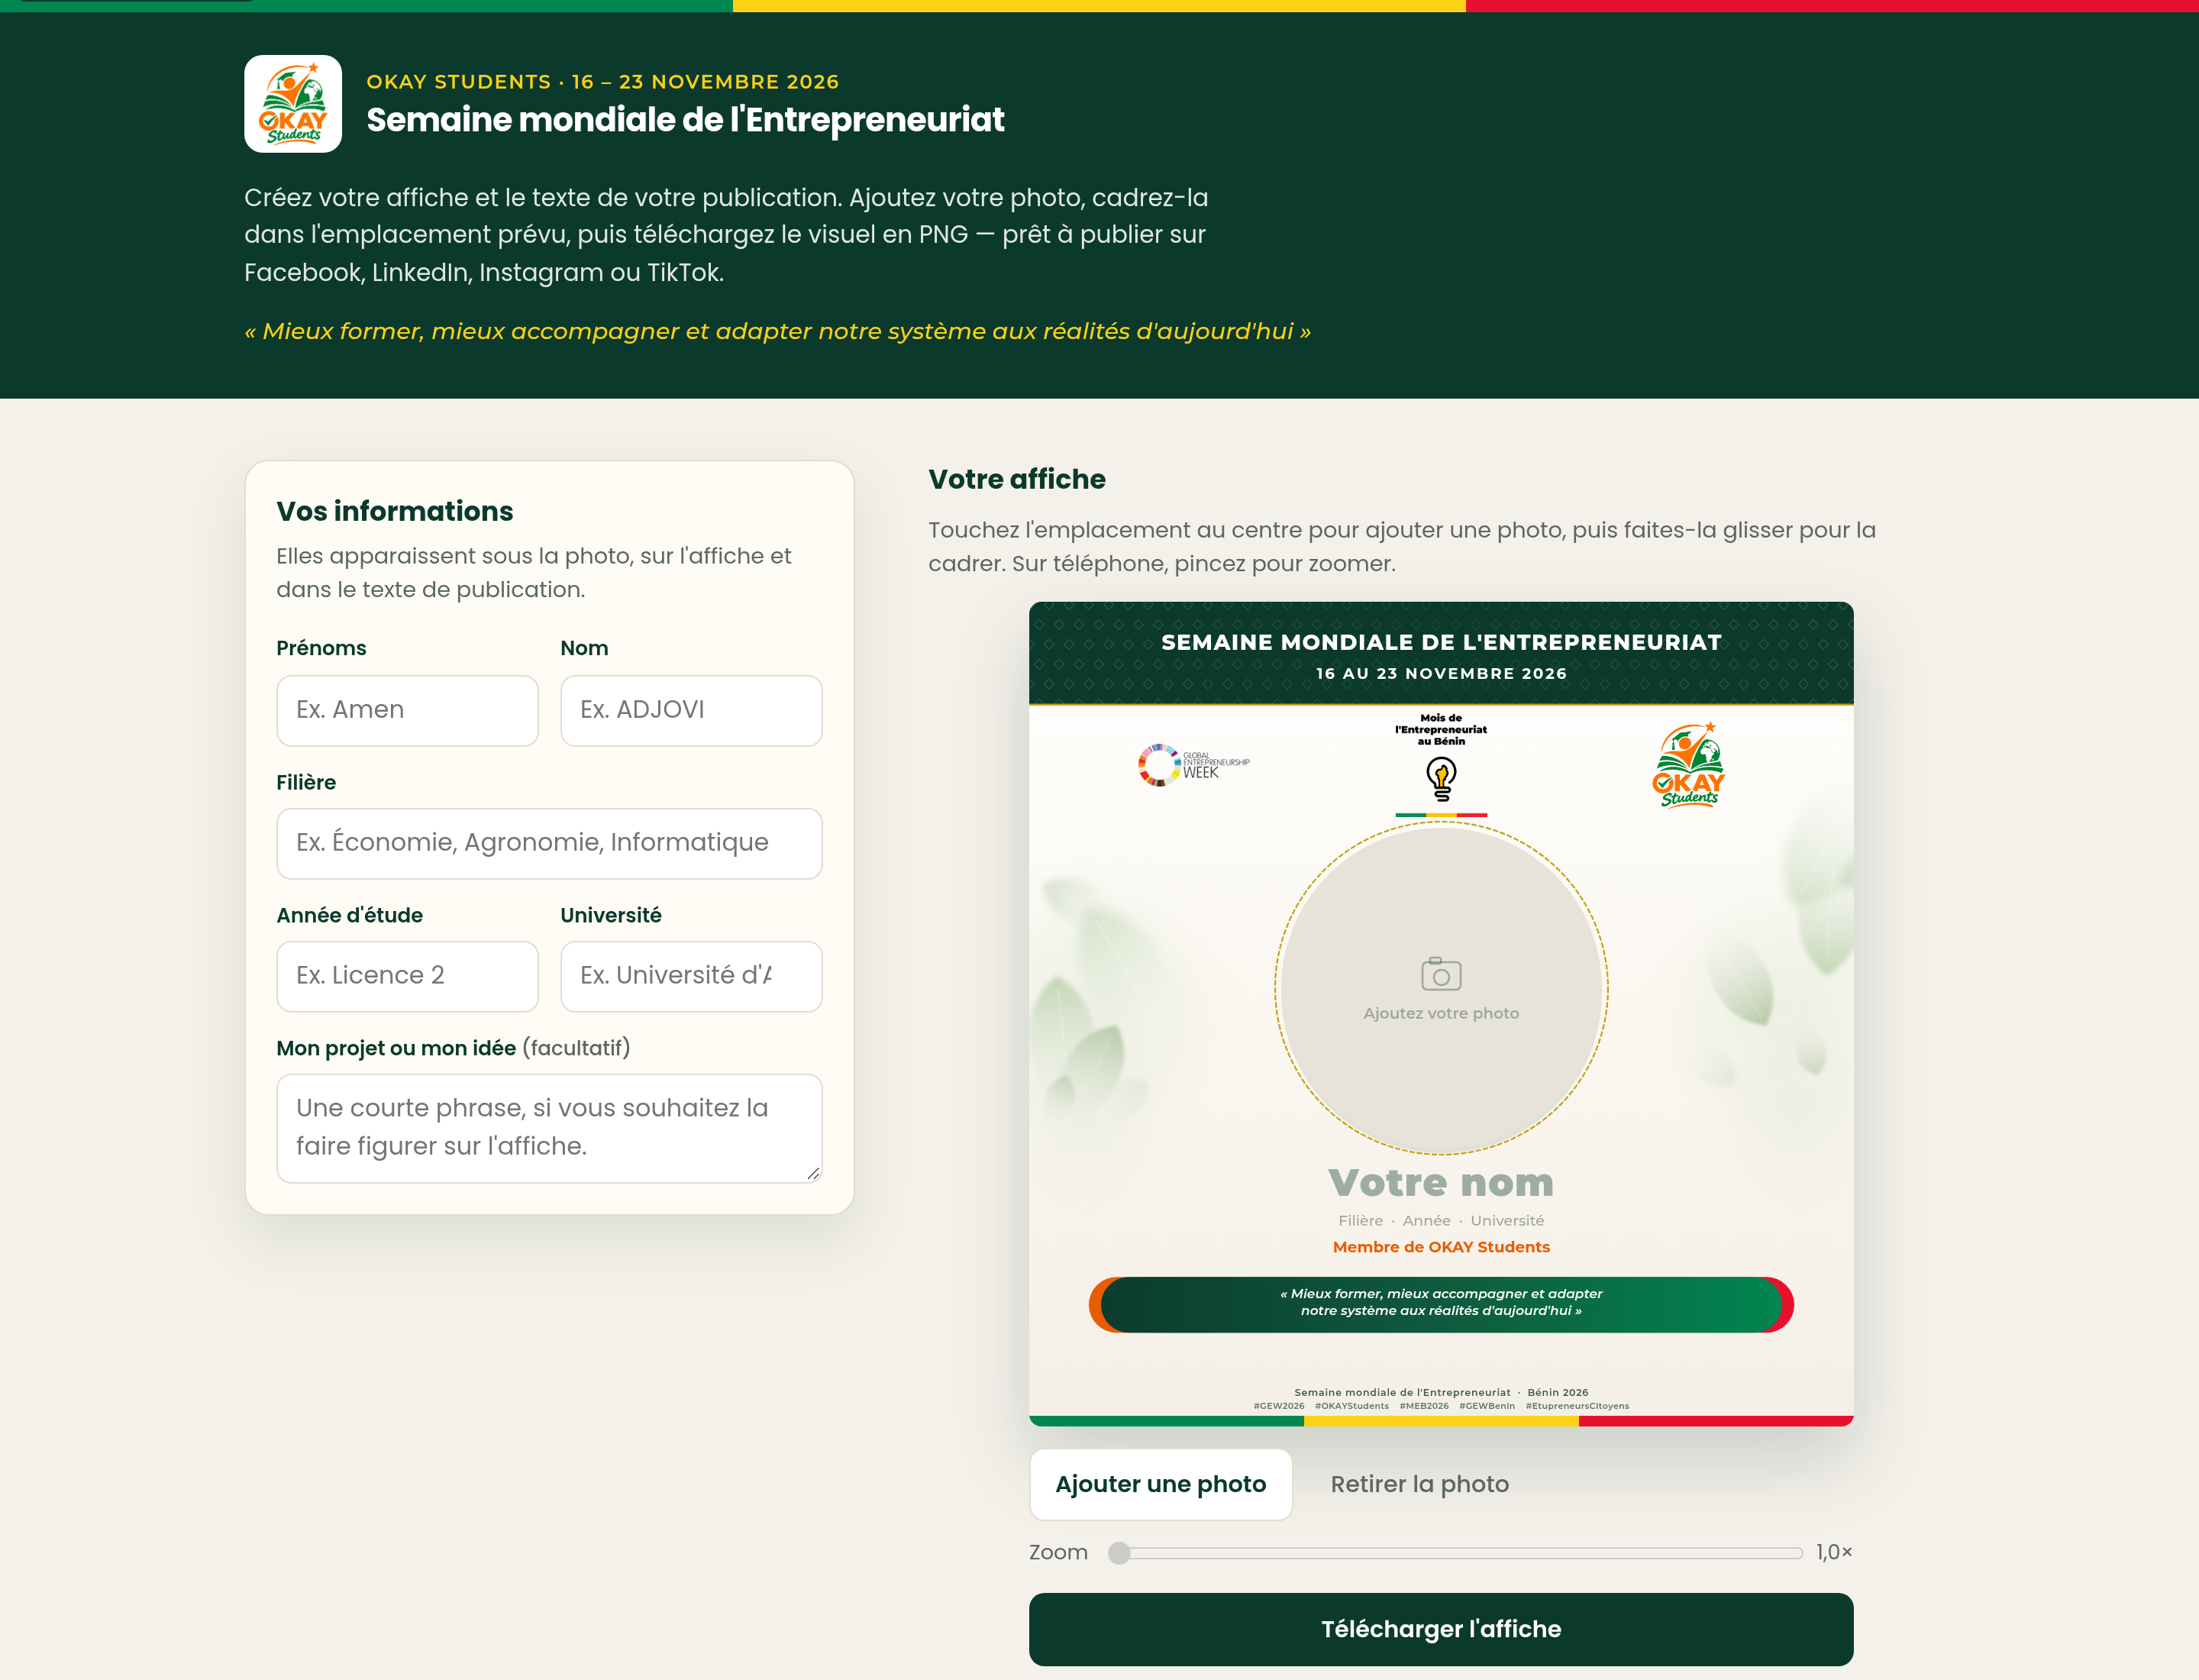 OKAY STUDENTS · 16 – 23 NOVEMBRE 2026
Semaine mondiale de l'Entrepreneuriat
OKAY
Students
Créez votre affiche et le texte de votre publication. Ajoutez votre photo, cadrez-la
dans l'emplacement prévu, puis téléchargez le visuel en PNG — prêt à publier sur
Facebook, LinkedIn, Instagram ou TikTok.
« Mieux former, mieux accompagner et adapter notre système aux réalités d'aujourd'hui »
Vos informations
Elles apparaissent sous la photo, sur l'affiche et
dans le texte de publication.
Prénoms
Nom
Ex. Amen
Ex. ADJOVI
Filière
Ex. Économie, Agronomie, Informatique
Année d'étude
Université
Ex. Licence 2
Ex. Université d'A
Mon projet ou mon idée (facultatif)
Une courte phrase, si vous souhaitez la
faire figurer sur l'affiche.
Votre affiche
Touchez l'emplacement au centre pour ajouter une photo, puis faites-la glisser pour la
cadrer. Sur téléphone, pincez pour zoomer.
SEMAINE MONDIALE DE L'ENTREPRENEURIAT
16 AU 23 NOVEMBRE 2026
GLOBAL
ENTREPRENEURSHIP
WEEK
Mois de
l'Entrepreneuriat
au Bénin
OKAY
Students
Ajoutez votre photo
Votre nom
Filière · Année · Université
Membre de OKAY Students
« Mieux former, mieux accompagner et adapter
notre système aux réalités d'aujourd'hui »
Semaine mondiale de l'Entrepreneuriat · Bénin 2026
#GEW2026 #OKAYStudents #MEB2026 #GEWBenin #EtupreneursCitoyens
Ajouter une photo
Retirer la photo
Zoom
1,0×
Télécharger l'affiche